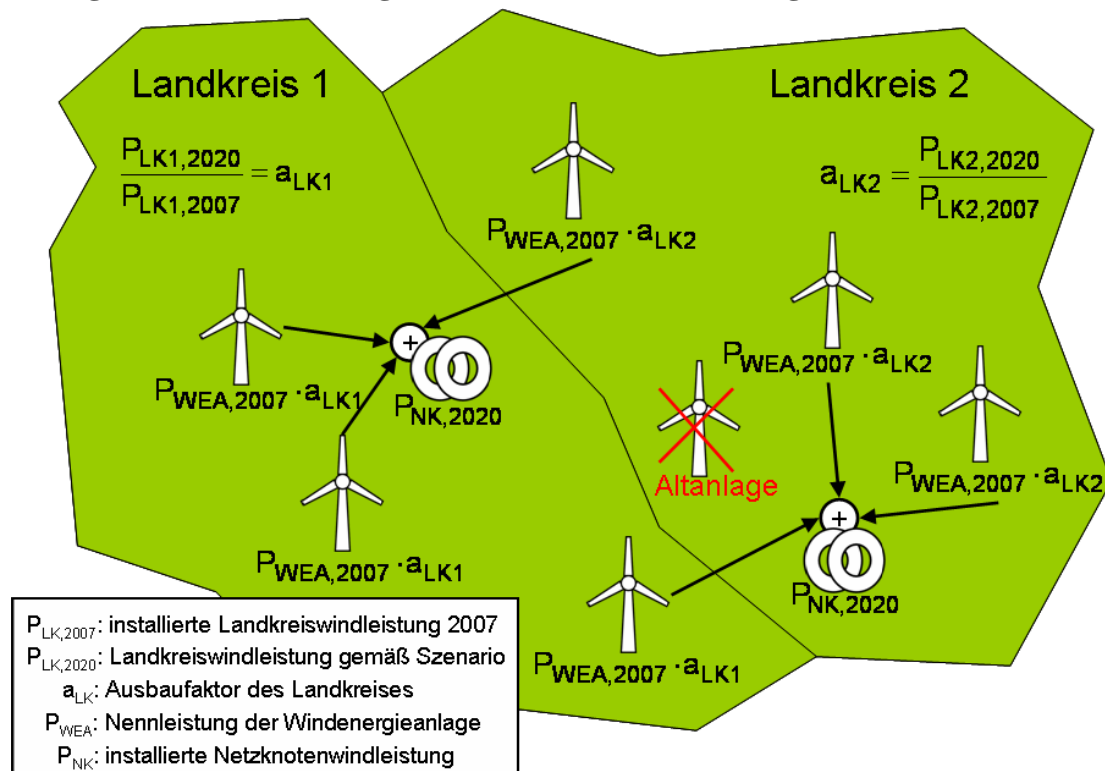 Landkreis 1
Landkreis 2
P_LK1,2020 / P_LK1,2007 = a_LK1
a_LK2 = P_LK2,2020 / P_LK2,2007
P_WEA,2007 · a_LK2
+
P_WEA,2007 · a_LK1
P_NK,2020
P_WEA,2007 · a_LK2
Altanlage
P_WEA,2007 · a_LK2
+
P_WEA,2007 · a_LK1
P_NK,2020
P_WEA,2007 · a_LK1
P_LK,2007: installierte Landkreiswindleistung 2007
P_LK,2020: Landkreiswindleistung gemäß Szenario
a_LK: Ausbaufaktor des Landkreises
P_WEA: Nennleistung der Windenergieanlage
P_NK: installierte Netzknotenwindleistung